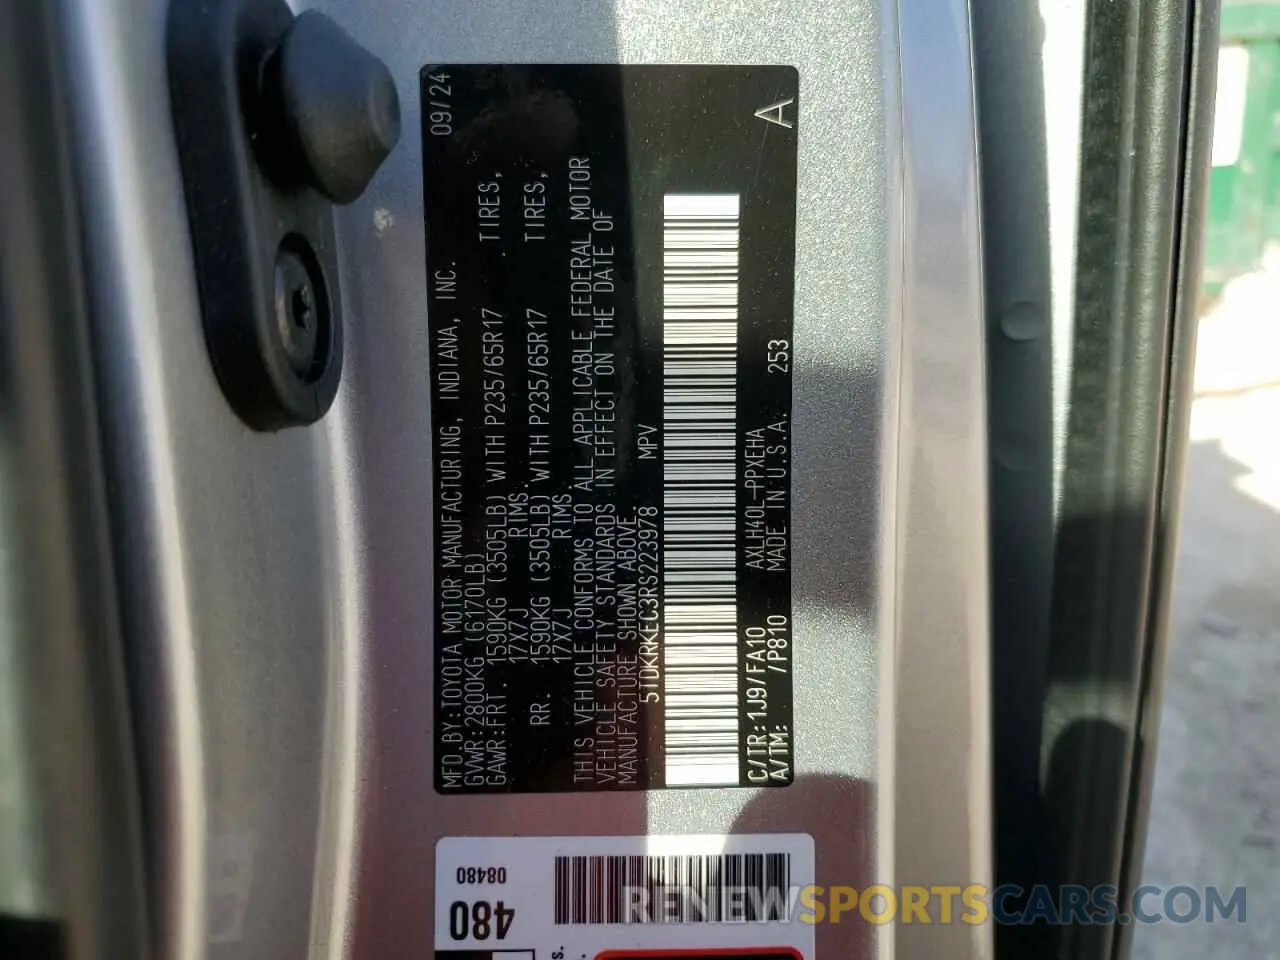 MFD.BY:TOYOTA MOTOR MANUFACTURING, INDIANA, INC. 09/24
GVWR:2800KG (6170LB)
GAWR:FRT. 1590KG (3505LB) WITH P235/65R17 TIRES,
17X7J RIMS.
RR. 1590KG (3505LB) WITH P235/65R17 TIRES,
17X7J RIMS.
THIS VEHICLE CONFORMS TO ALL APPLICABLE FEDERAL MOTOR
VEHICLE SAFETY STANDARDS IN EFFECT ON THE DATE OF
MANUFACTURE SHOWN ABOVE.
5TDKRKEC3RS223978 MPV
C/TR:1J9/FA10 AXLH40L-PPXEHA A
A/TM: /P810 MADE IN U.S.A. 253
08480
480
s.
RENEWSPORTSCARS.COM